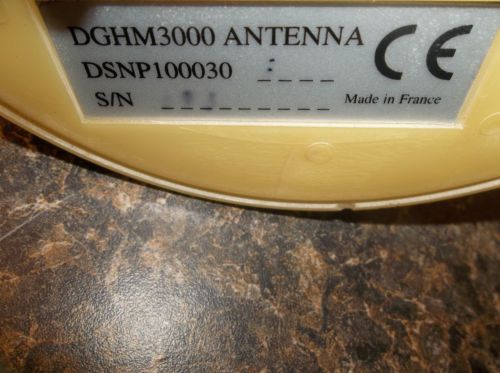 DGHM3000 ANTENNA
DSNP100030 _ _ _ _
S/N _ _ _ _ _ _ _ _ _
CE
Made in France